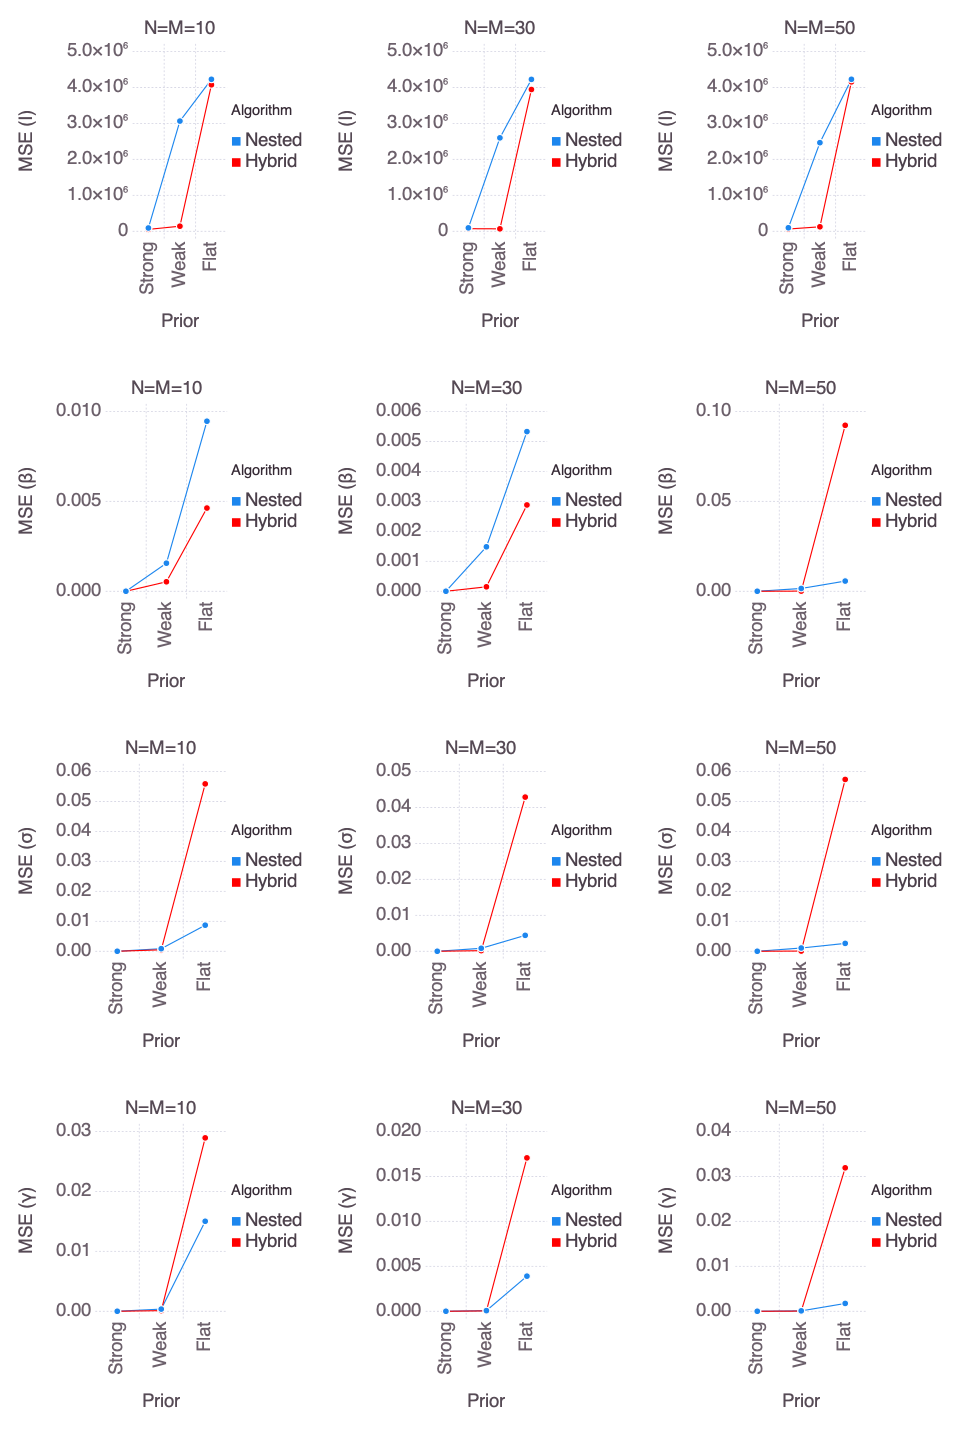 N=M=10
MSE (I)
5.0×10⁶
4.0×10⁶
3.0×10⁶
2.0×10⁶
1.0×10⁶
0
Strong
Weak
Flat
Prior
Algorithm
Nested
Hybrid
N=M=30
MSE (I)
5.0×10⁶
4.0×10⁶
3.0×10⁶
2.0×10⁶
1.0×10⁶
0
Strong
Weak
Flat
Prior
Algorithm
Nested
Hybrid
N=M=50
MSE (I)
5.0×10⁶
4.0×10⁶
3.0×10⁶
2.0×10⁶
1.0×10⁶
0
Strong
Weak
Flat
Prior
Algorithm
Nested
Hybrid
N=M=10
MSE (β)
0.010
0.005
0.000
Strong
Weak
Flat
Prior
Algorithm
Nested
Hybrid
N=M=30
MSE (β)
0.006
0.005
0.004
0.003
0.002
0.001
0.000
Strong
Weak
Flat
Prior
Algorithm
Nested
Hybrid
N=M=50
MSE (β)
0.10
0.05
0.00
Strong
Weak
Flat
Prior
Algorithm
Nested
Hybrid
N=M=10
MSE (σ)
0.06
0.05
0.04
0.03
0.02
0.01
0.00
Strong
Weak
Flat
Prior
Algorithm
Nested
Hybrid
N=M=30
MSE (σ)
0.05
0.04
0.03
0.02
0.01
0.00
Strong
Weak
Flat
Prior
Algorithm
Nested
Hybrid
N=M=50
MSE (σ)
0.06
0.05
0.04
0.03
0.02
0.01
0.00
Strong
Weak
Flat
Prior
Algorithm
Nested
Hybrid
N=M=10
MSE (γ)
0.03
0.02
0.01
0.00
Strong
Weak
Flat
Prior
Algorithm
Nested
Hybrid
N=M=30
MSE (γ)
0.020
0.015
0.010
0.005
0.000
Strong
Weak
Flat
Prior
Algorithm
Nested
Hybrid
N=M=50
MSE (γ)
0.04
0.03
0.02
0.01
0.00
Strong
Weak
Flat
Prior
Algorithm
Nested
Hybrid